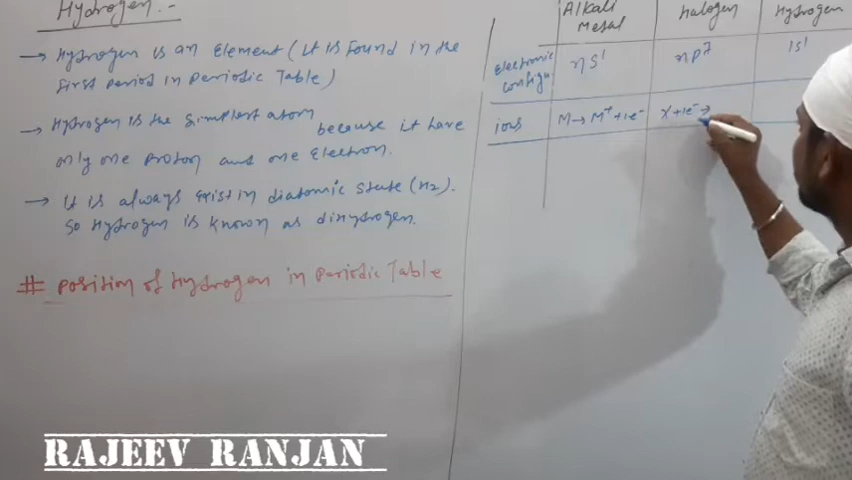 Hydrogen :-
→ Hydrogen is an Element (it is found in the
first period in periodic Table)
→ Hydrogen is the simplest atom because it have
only one proton and one Electron.
→ it is always Exist in diatomic state (H2).
so Hydrogen is known as dihydrogen.
# position of Hydrogen in periodic Table
Alkali Metal Halogen Hydrogen
Electronic configu ns¹ np⁷ 1s¹
ions M → M⁺ + 1e⁻ X + 1e⁻ →
RAJEEV RANJAN